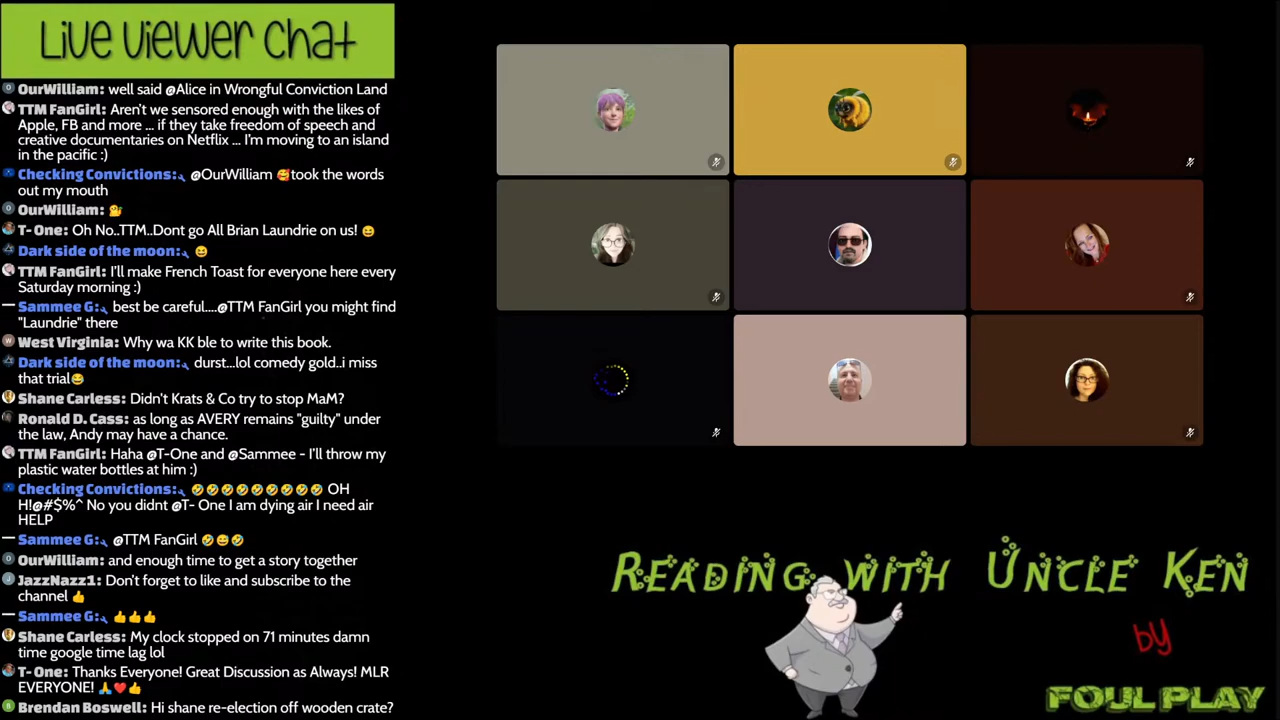 Live Viewer Chat
OurWilliam: well said @Alice in Wrongful Conviction Land
TTM FanGirl: Aren't we sensored enough with the likes of
Apple, FB and more ... if they take freedom of speech and
creative documentaries on Netflix ... I'm moving to an island
in the pacific :)
Checking Convictions: @OurWilliam 🥰took the words
out my mouth
OurWilliam: 💁
T- One: Oh No..TTM..Dont go All Brian Laundrie on us! 😅
Dark side of the moon: 😆
TTM FanGirl: I'll make French Toast for everyone here every
Saturday morning :)
Sammee G: best be careful....@TTM FanGirl you might find
"Laundrie" there
West Virginia: Why wa KK ble to write this book.
Dark side of the moon: durst...lol comedy gold..i miss
that trial😂
Shane Carless: Didn't Krats & Co try to stop MaM?
Ronald D. Cass: as long as AVERY remains "guilty" under
the law, Andy may have a chance.
TTM FanGirl: Haha @T-One and @Sammee - I'll throw my
plastic water bottles at him :)
Checking Convictions: 🤣🤣🤣🤣🤣🤣🤣🤣🤣 OH
H!@#$%^ No you didnt @T- One I am dying air I need air
HELP
Sammee G: @TTM FanGirl 🤣😂🤣
OurWilliam: and enough time to get a story together
JazzNazz1: Don't forget to like and subscribe to the
channel 👍
Sammee G: 👍👍👍
Shane Carless: My clock stopped on 71 minutes damn
time google time lag lol
T- One: Thanks Everyone! Great Discussion as Always! MLR
EVERYONE! 🙏❤️👍
Brendan Boswell: Hi shane re-election off wooden crate?
Reading with Uncle Ken
by
FOUL PLAY